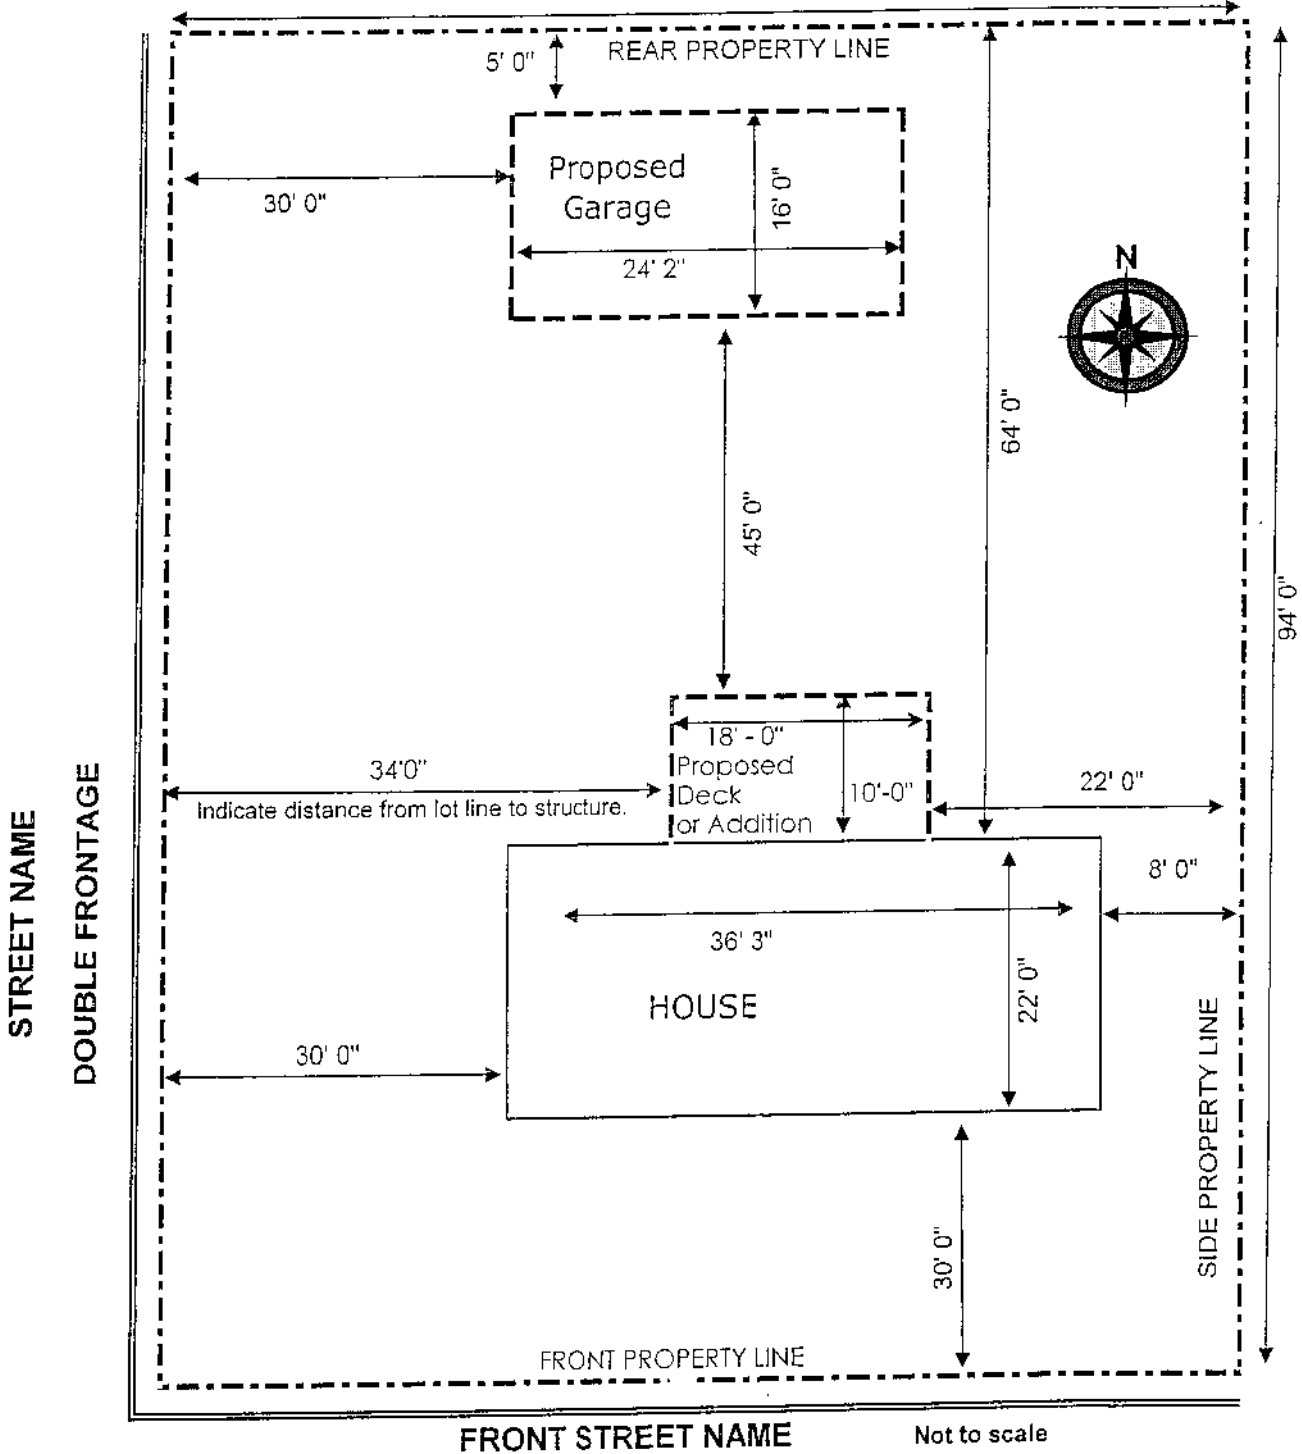 REAR PROPERTY LINE
5' 0"
Proposed
Garage
30' 0"
16' 0"
24' 2"
N
64' 0"
45' 0"
94' 0"
18' - 0"
Proposed
Deck
or Addition
10'-0"
34'0"
Indicate distance from lot line to structure.
22' 0"
8' 0"
36' 3"
HOUSE
22' 0"
30' 0"
30' 0"
SIDE PROPERTY LINE
STREET NAME
DOUBLE FRONTAGE
FRONT PROPERTY LINE
FRONT STREET NAME
Not to scale